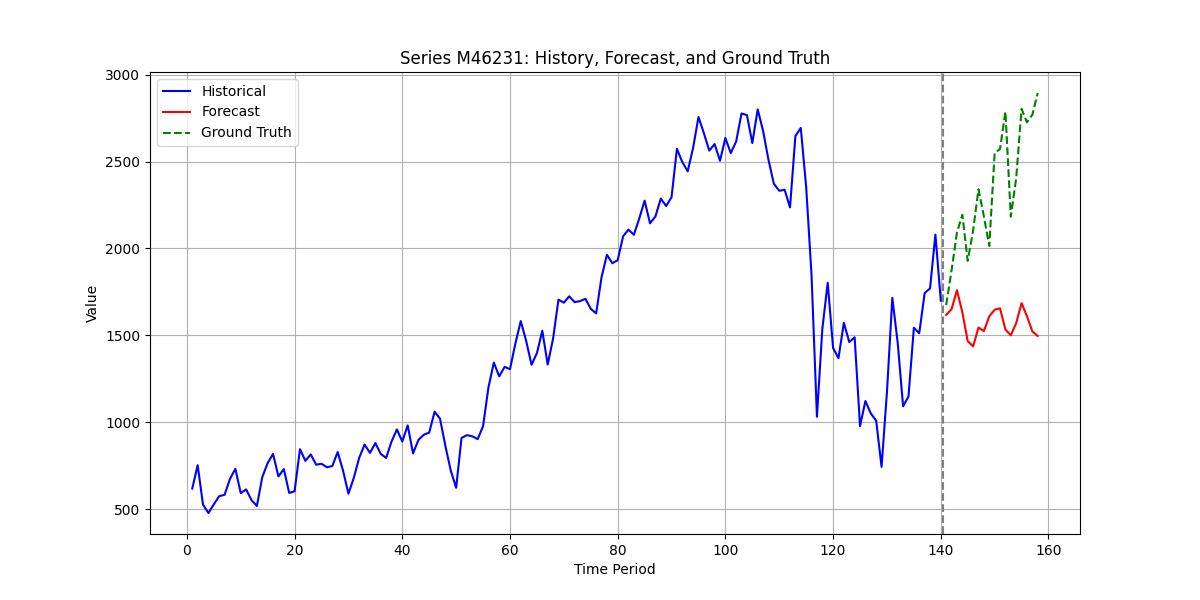 Series M46231: History, Forecast, and Ground Truth
Historical
Forecast
Ground Truth
3000
2500
2000
1500
1000
500
Value
0 20 40 60 80 100 120 140 160
Time Period